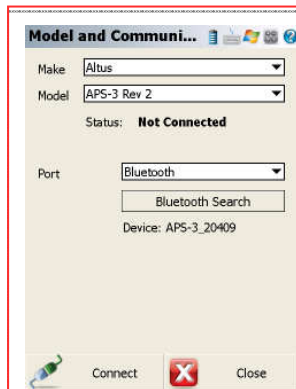 Model and Communi...
Make Altus
Model APS-3 Rev 2
Status: Not Connected
Port Bluetooth
Bluetooth Search
Device: APS-3_20409
Connect Close